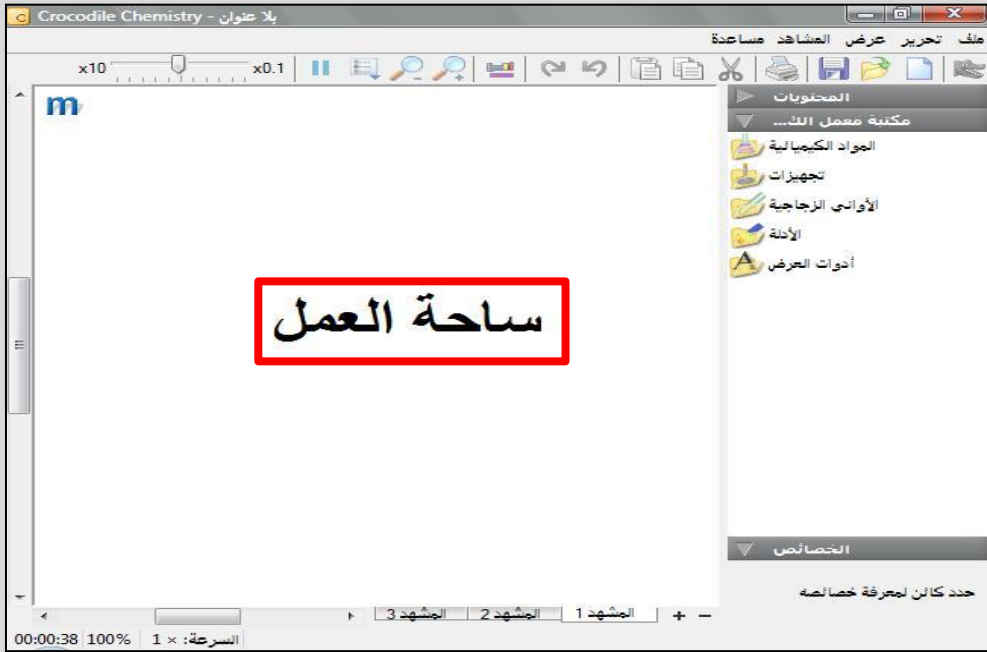 بلا عنوان - Crocodile Chemistry
ملف تحرير عرض المشاهد مساعدة
x10 x0.1
m
المحتويات
مكتبة معمل الك...
المواد الكيميائية
تجهيزات
الأواني الزجاجية
الأدلة
أدوات العرض
ساحة العمل
الخصائص
حدد كائن لمعرفة خصائصه
المشهد 1 المشهد 2 المشهد 3
السرعة: × 1 100% 00:00:38